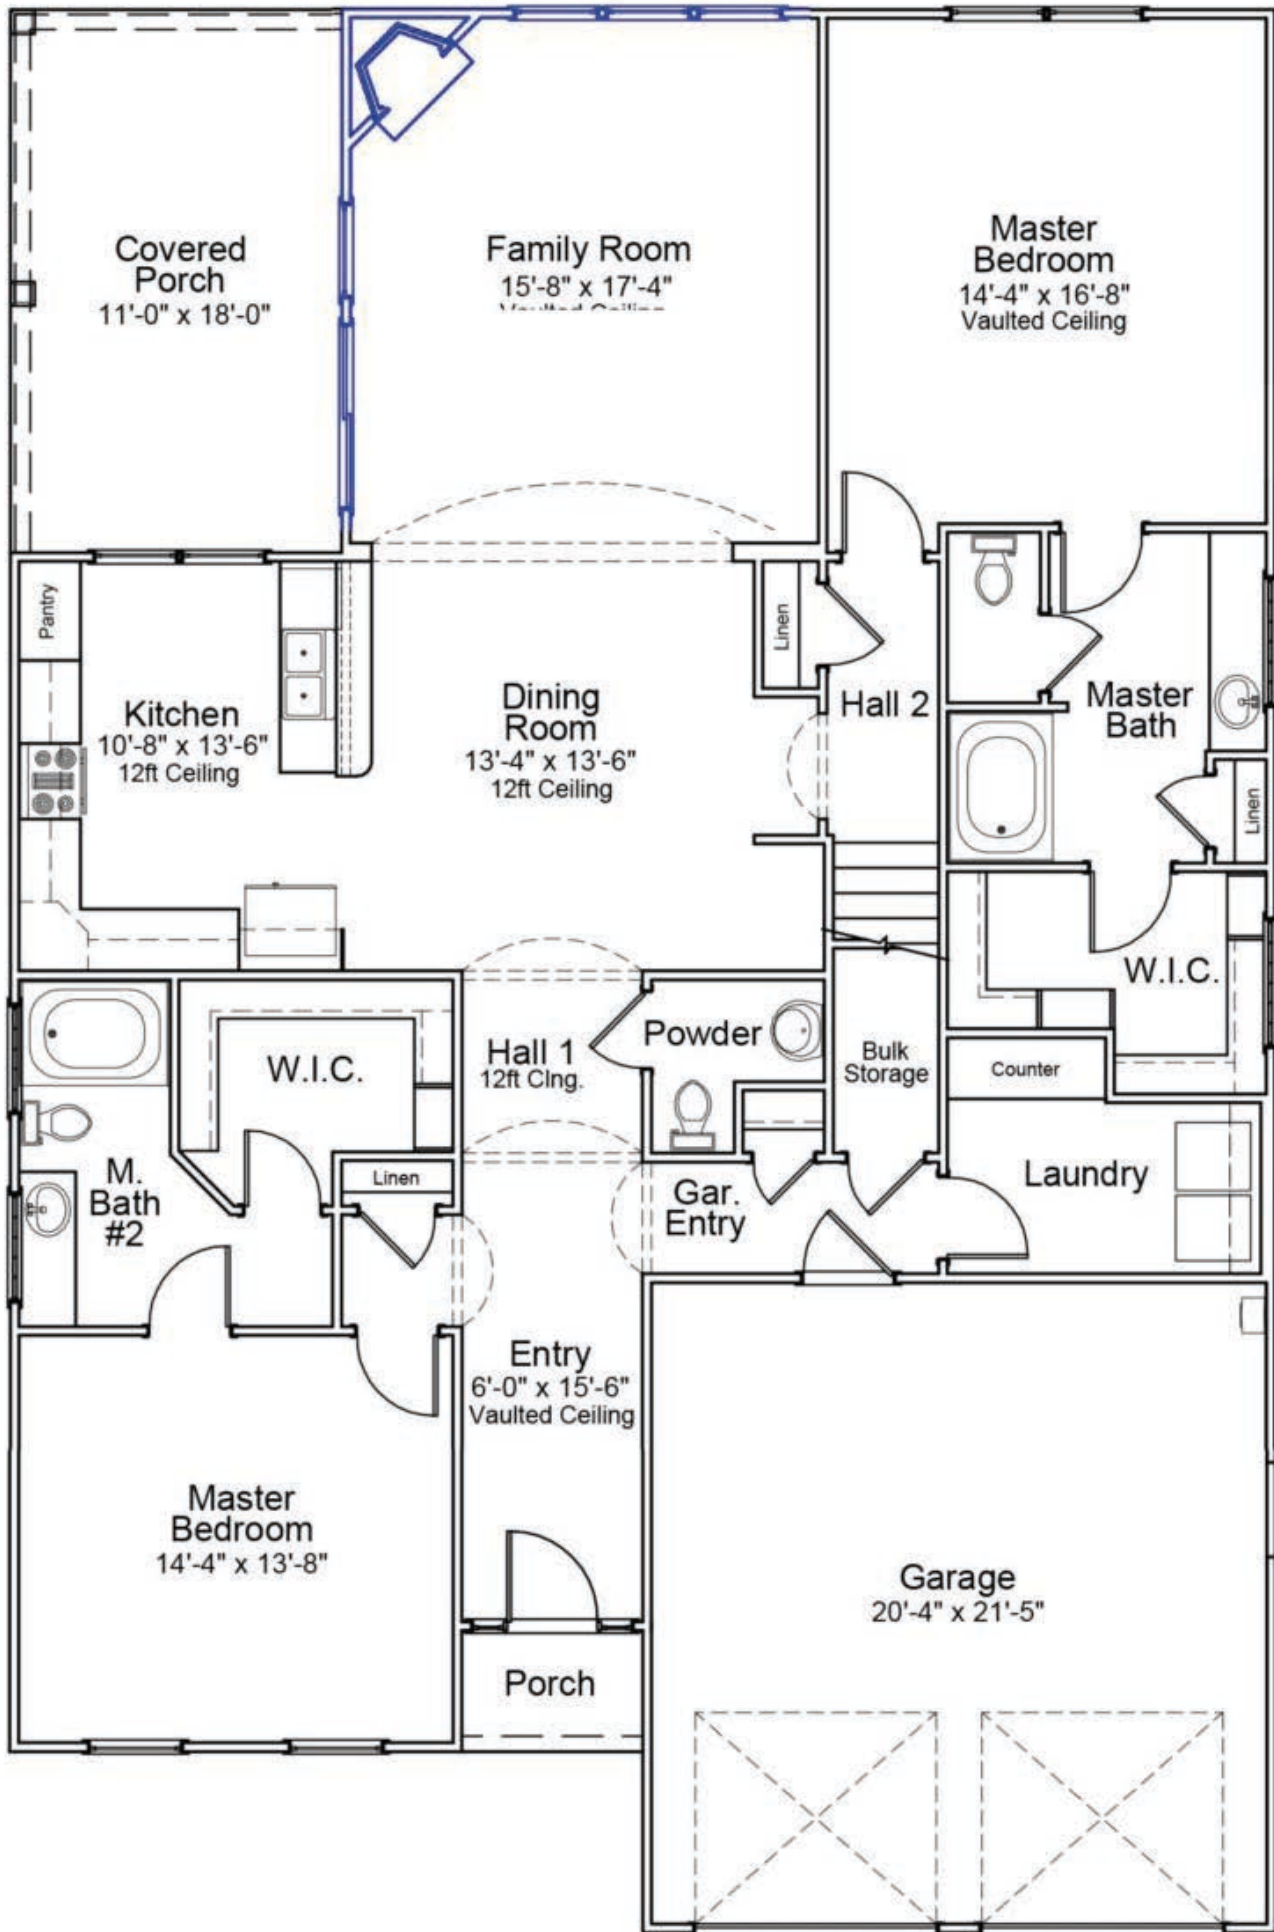 Covered
Porch
11'-0" x 18'-0"
Family Room
15'-8" x 17'-4"
Vaulted Ceiling
Master
Bedroom
14'-4" x 16'-8"
Vaulted Ceiling
Pantry
Kitchen
10'-8" x 13'-6"
12ft Ceiling
Dining
Room
13'-4" x 13'-6"
12ft Ceiling
Linen
Hall 2
Master
Bath
Linen
W.I.C.
W.I.C.
Hall 1
12ft Clng.
Powder
Bulk
Storage
Counter
M.
Bath
#2
Linen
Gar.
Entry
Laundry
Entry
6'-0" x 15'-6"
Vaulted Ceiling
Master
Bedroom
14'-4" x 13'-8"
Garage
20'-4" x 21'-5"
Porch